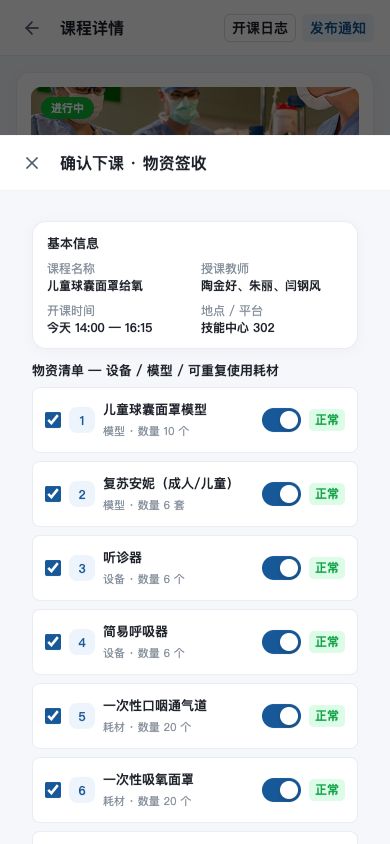 课程详情
开课日志
发布通知
进行中
确认下课 · 物资签收
基本信息
课程名称
授课教师
儿童球囊面罩给氧
陶金好、朱丽、闫钢风
开课时间
地点 / 平台
今天 14:00 — 16:15
技能中心 302
物资清单 — 设备 / 模型 / 可重复使用耗材
1
儿童球囊面罩模型
模型 · 数量 10 个
正常
2
复苏安妮（成人/儿童）
模型 · 数量 6 套
正常
3
听诊器
设备 · 数量 6 个
正常
4
简易呼吸器
设备 · 数量 6 个
正常
5
一次性口咽通气道
耗材 · 数量 20 个
正常
6
一次性吸氧面罩
耗材 · 数量 20 个
正常